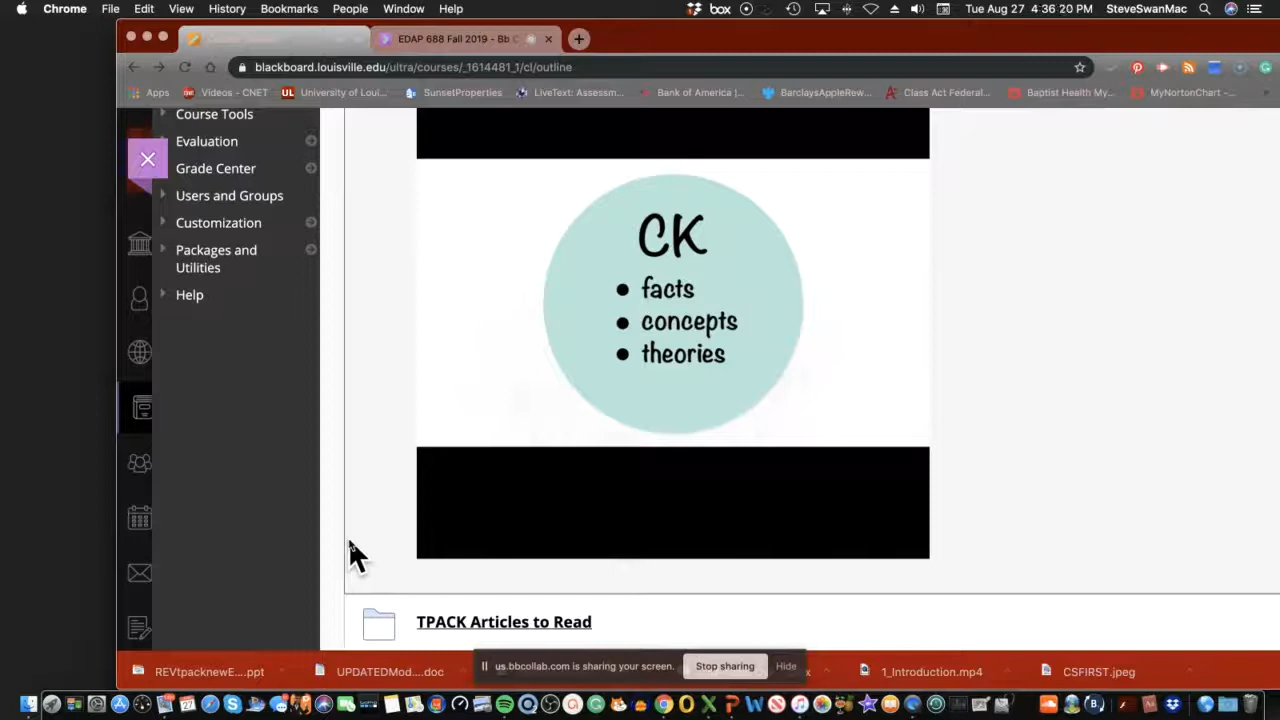 Chrome File Edit View History Bookmarks People Window Help box Tue Aug 27 4:36:20 PM SteveSwanMac
EDAP 688 Fall 2019 - Bb C
blackboard.louisville.edu/ultra/courses/_1614481_1/cl/outline
Apps Videos - CNET University of Loui... SunsetProperties LiveText: Assessm... Bank of America |... BarclaysAppleRew... Class Act Federal... Baptist Health My... MyNortonChart -...
Course Tools
Evaluation
Grade Center
Users and Groups
Customization
Packages and
Utilities
Help
CK
• facts
• concepts
• theories
TPACK Articles to Read
us.bbcollab.com is sharing your screen. Stop sharing Hide
REVtpacknewE....ppt UPDATEDMod....doc 1_Introduction.mp4 CSFIRST.jpeg